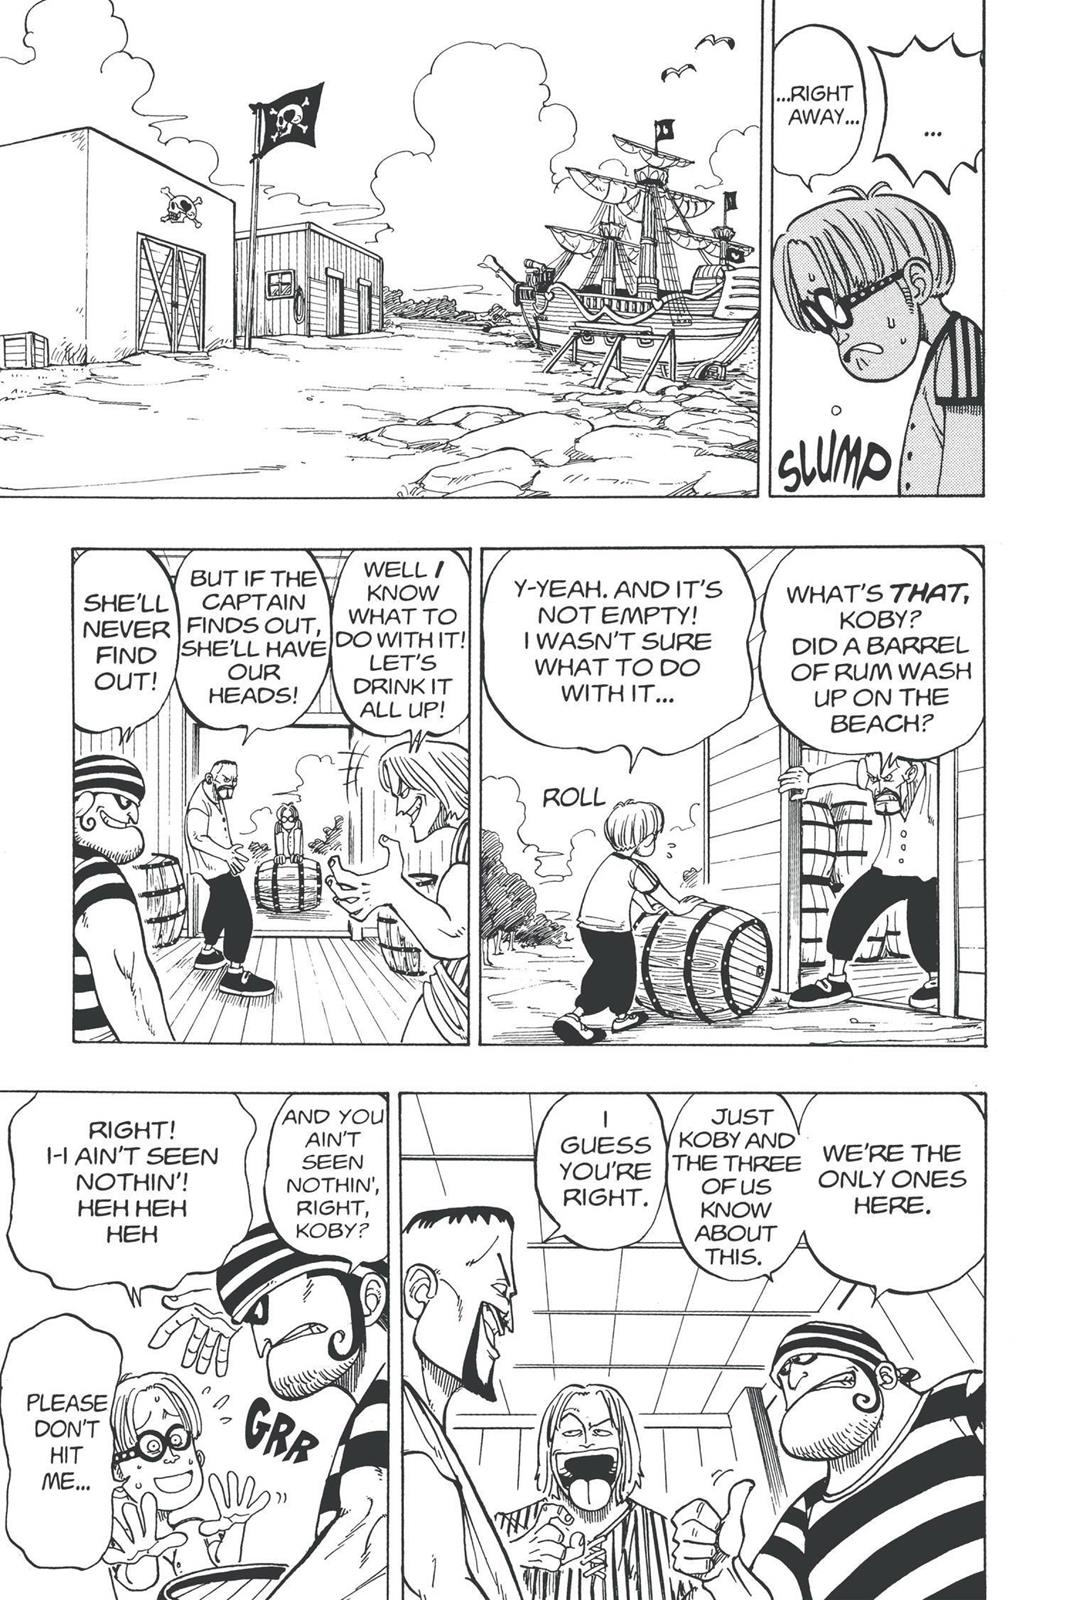 ...
...RIGHT
AWAY...
SLUMP
WHAT'S THAT,
KOBY?
DID A BARREL
OF RUM WASH
UP ON THE
BEACH?
Y-YEAH. AND IT'S
NOT EMPTY!
I WASN'T SURE
WHAT TO DO
WITH IT...
ROLL
WELL I
KNOW
WHAT TO
DO WITH IT!
LET'S
DRINK IT
ALL UP!
BUT IF THE
CAPTAIN
FINDS OUT,
SHE'LL HAVE
OUR
HEADS!
SHE'LL
NEVER
FIND
OUT!
WE'RE THE
ONLY ONES
HERE.
JUST
KOBY AND
THE THREE
OF US
KNOW
ABOUT
THIS.
I
GUESS
YOU'RE
RIGHT.
AND YOU
AIN'T
SEEN
NOTHIN',
RIGHT,
KOBY?
RIGHT!
I-I AIN'T SEEN
NOTHIN'!
HEH HEH
HEH
GRR
PLEASE
DON'T
HIT
ME...